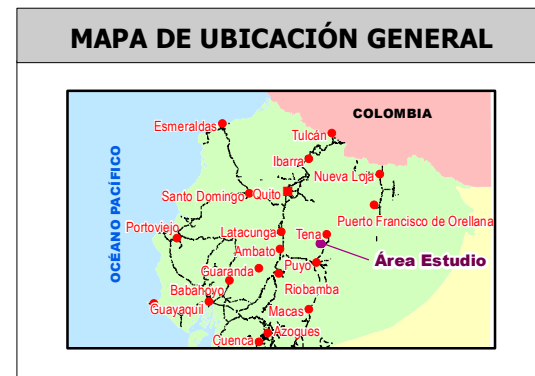 MAPA DE UBICACIÓN GENERAL
COLOMBIA
OCÉANO PACÍFICO
Esmeraldas
Tulcán
Ibarra
Nueva Loja
Santo Domingo
Quito
Puerto Francisco de Orellana
Portoviejo
Latacunga
Tena
Ambato
Área Estudio
Guaranda
Puyo
Babahoyo
Riobamba
Guayaquil
Macas
Azogues
Cuenca